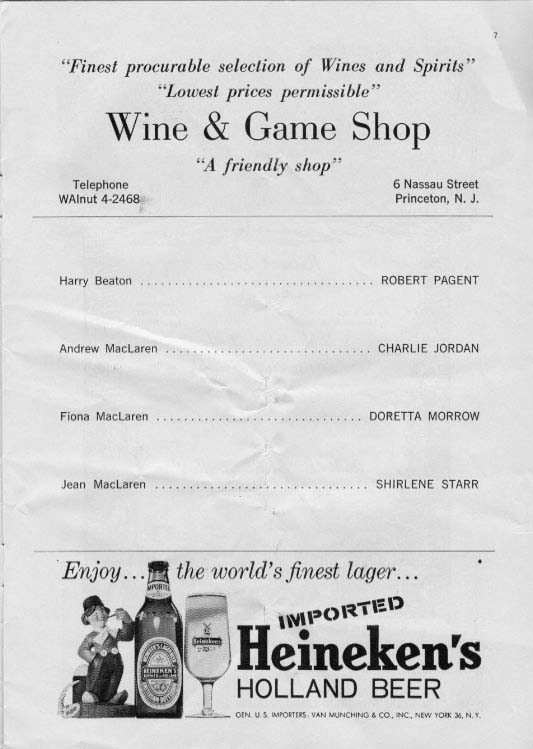 7
“Finest procurable selection of Wines and Spirits”
“Lowest prices permissible”
Wine & Game Shop
“A friendly shop”
Telephone
WAlnut 4-2468
6 Nassau Street
Princeton, N. J.
Harry Beaton .................................. ROBERT PAGENT
Andrew MacLaren .............................. CHARLIE JORDAN
Fiona MacLaren .............................. DORETTA MORROW
Jean MacLaren ............................... SHIRLENE STARR
Enjoy... the world's finest lager...
IMPORTED
HEINEKEN'S
Heineken's
IMPORTED
Heineken's
HOLLAND BEER
GEN. U. S. IMPORTERS: VAN MUNCHING & CO., INC., NEW YORK 36, N. Y.